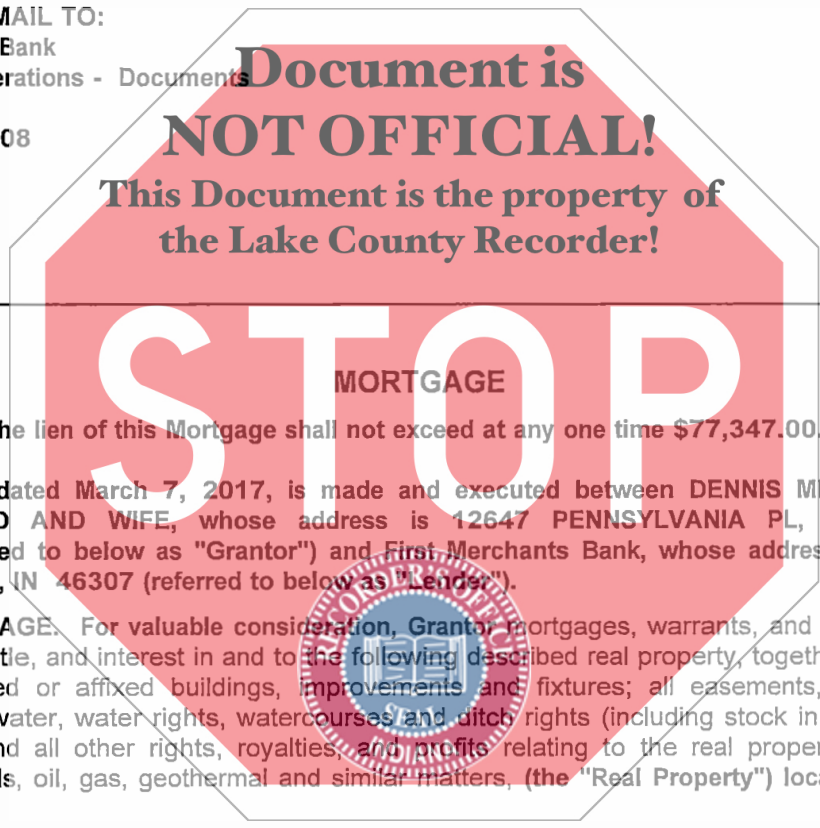 MAIL TO:
Bank
erations - Documents
08
Document is
NOT OFFICIAL!
This Document is the property of
the Lake County Recorder!
STOP
MORTGAGE
he lien of this Mortgage shall not exceed at any one time $77,347.00.
dated March 7, 2017, is made and executed between DENNIS M
D AND WIFE, whose address is 12647 PENNSYLVANIA PL,
ed to below as "Grantor") and First Merchants Bank, whose addres
, IN 46307 (referred to below as "Lender").
AGE. For valuable consideration, Grantor mortgages, warrants, and
tle, and interest in and to the following described real property, togeth
ed or affixed buildings, improvements and fixtures; all easements,
vater, water rights, watercourses and ditch rights (including stock in
nd all other rights, royalties, and profits relating to the real proper
ls, oil, gas, geothermal and similar matters, (the "Real Property") loca
RECORDER'S OFFICE
SEAL
INDIANA